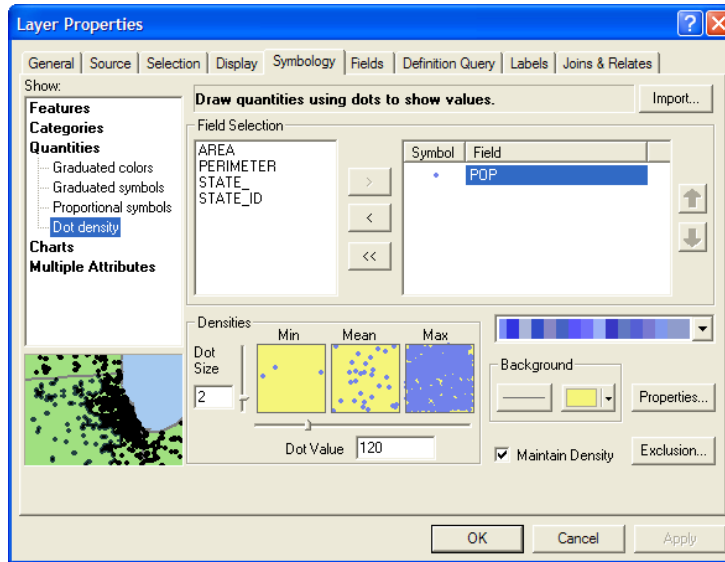 Layer Properties
General Source Selection Display Symbology Fields Definition Query Labels Joins & Relates
Show:
Features
Categories
Quantities
Graduated colors
Graduated symbols
Proportional symbols
Dot density
Charts
Multiple Attributes
Draw quantities using dots to show values.
Import...
Field Selection
AREA
PERIMETER
STATE_
STATE_ID
>
<
<<
Symbol Field
POP
Densities
Min Mean Max
Dot
Size
2
Dot Value 120
Background
Properties...
Maintain Density
Exclusion...
OK Cancel Apply